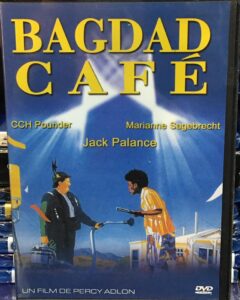 BAGDAD
CAFÉ
CCH Pounder Marianne Sägebrecht
Jack Palance
UN FILM DE PERCY ADLON
DVD